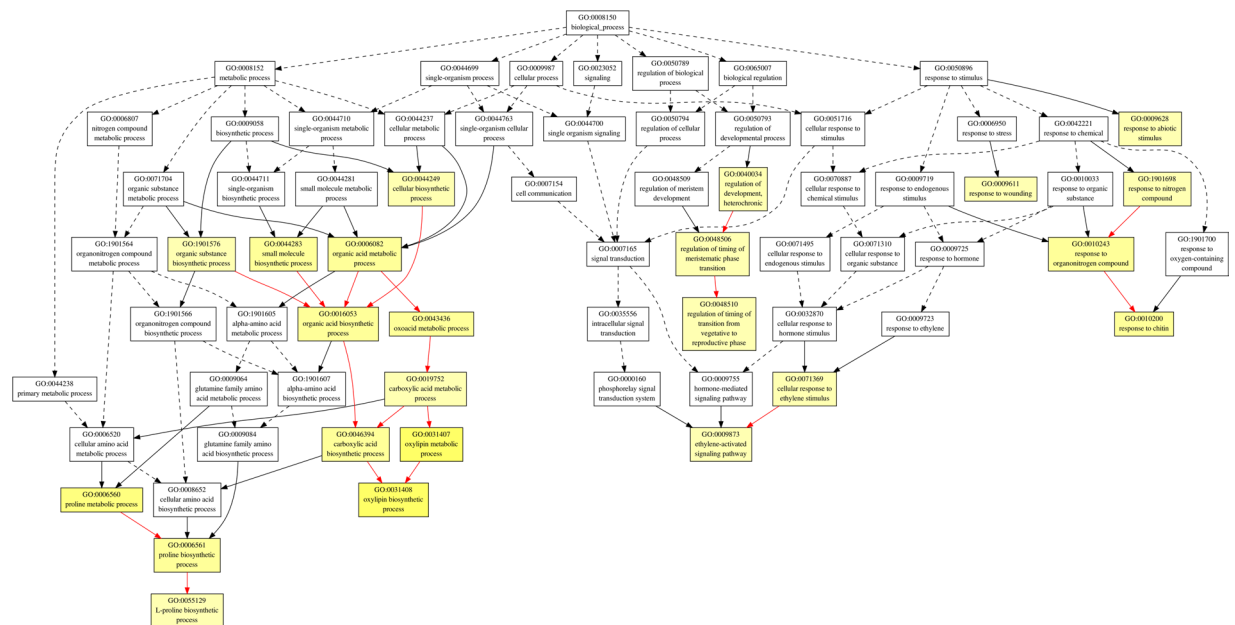 GO:0008150
biological_process
GO:0008152
metabolic process
GO:0044699
single-organism process
GO:0009987
cellular process
GO:0023052
signaling
GO:0050789
regulation of biological
process
GO:0065007
biological regulation
GO:0050896
response to stimulus
GO:0006807
nitrogen compound
metabolic process
GO:0009058
biosynthetic process
GO:0044710
single-organism metabolic
process
GO:0044237
cellular metabolic
process
GO:0044763
single-organism cellular
process
GO:0044700
single organism signaling
GO:0050794
regulation of cellular
process
GO:0050793
regulation of
developmental process
GO:0051716
cellular response to
stimulus
GO:0006950
response to stress
GO:0042221
response to chemical
GO:0009628
response to abiotic
stimulus
GO:0071704
organic substance
metabolic process
GO:0044711
single-organism
biosynthetic process
GO:0044281
small molecule metabolic
process
GO:0044249
cellular biosynthetic
process
GO:0007154
cell communication
GO:0048509
regulation of meristem
development
GO:0040034
regulation of
development,
heterochronic
GO:0070887
cellular response to
chemical stimulus
GO:0009719
response to endogenous
stimulus
GO:0009611
response to wounding
GO:0010033
response to organic
substance
GO:1901698
response to nitrogen
compound
GO:1901564
organonitrogen compound
metabolic process
GO:1901576
organic substance
biosynthetic process
GO:0044283
small molecule
biosynthetic process
GO:0006082
organic acid metabolic
process
GO:0007165
signal transduction
GO:0048506
regulation of timing of
meristematic phase
transition
GO:0071495
cellular response to
endogenous stimulus
GO:0071310
cellular response to
organic substance
GO:0009725
response to hormone
GO:0010243
response to
organonitrogen compound
GO:1901700
response to
oxygen-containing
compound
GO:1901566
organonitrogen compound
biosynthetic process
GO:1901605
alpha-amino acid
metabolic process
GO:0016053
organic acid biosynthetic
process
GO:0043436
oxoacid metabolic process
GO:0035556
intracellular signal
transduction
GO:0048510
regulation of timing of
transition from
vegetative to
reproductive phase
GO:0032870
cellular response to
hormone stimulus
GO:0009723
response to ethylene
GO:0010200
response to chitin
GO:0044238
primary metabolic process
GO:0009064
glutamine family amino
acid metabolic process
GO:1901607
alpha-amino acid
biosynthetic process
GO:0019752
carboxylic acid metabolic
process
GO:0000160
phosphorelay signal
transduction system
GO:0009755
hormone-mediated
signaling pathway
GO:0071369
cellular response to
ethylene stimulus
GO:0006520
cellular amino acid
metabolic process
GO:0009084
glutamine family amino
acid biosynthetic process
GO:0046394
carboxylic acid
biosynthetic process
GO:0031407
oxylipin metabolic
process
GO:0009873
ethylene-activated
signaling pathway
GO:0006560
proline metabolic process
GO:0008652
cellular amino acid
biosynthetic process
GO:0031408
oxylipin biosynthetic
process
GO:0006561
proline biosynthetic
process
GO:0055129
L-proline biosynthetic
process